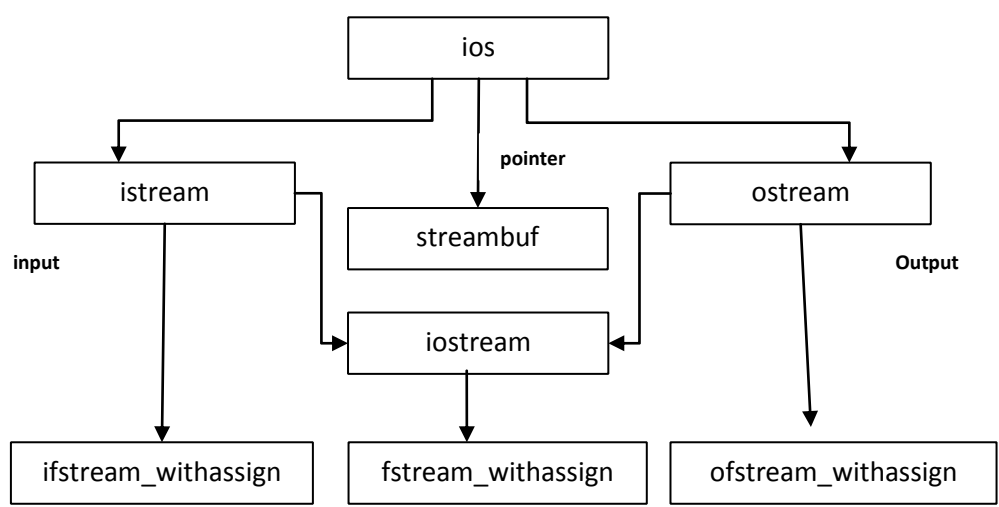 ios
pointer
istream
ostream
streambuf
input
Output
iostream
ifstream_withassign
fstream_withassign
ofstream_withassign